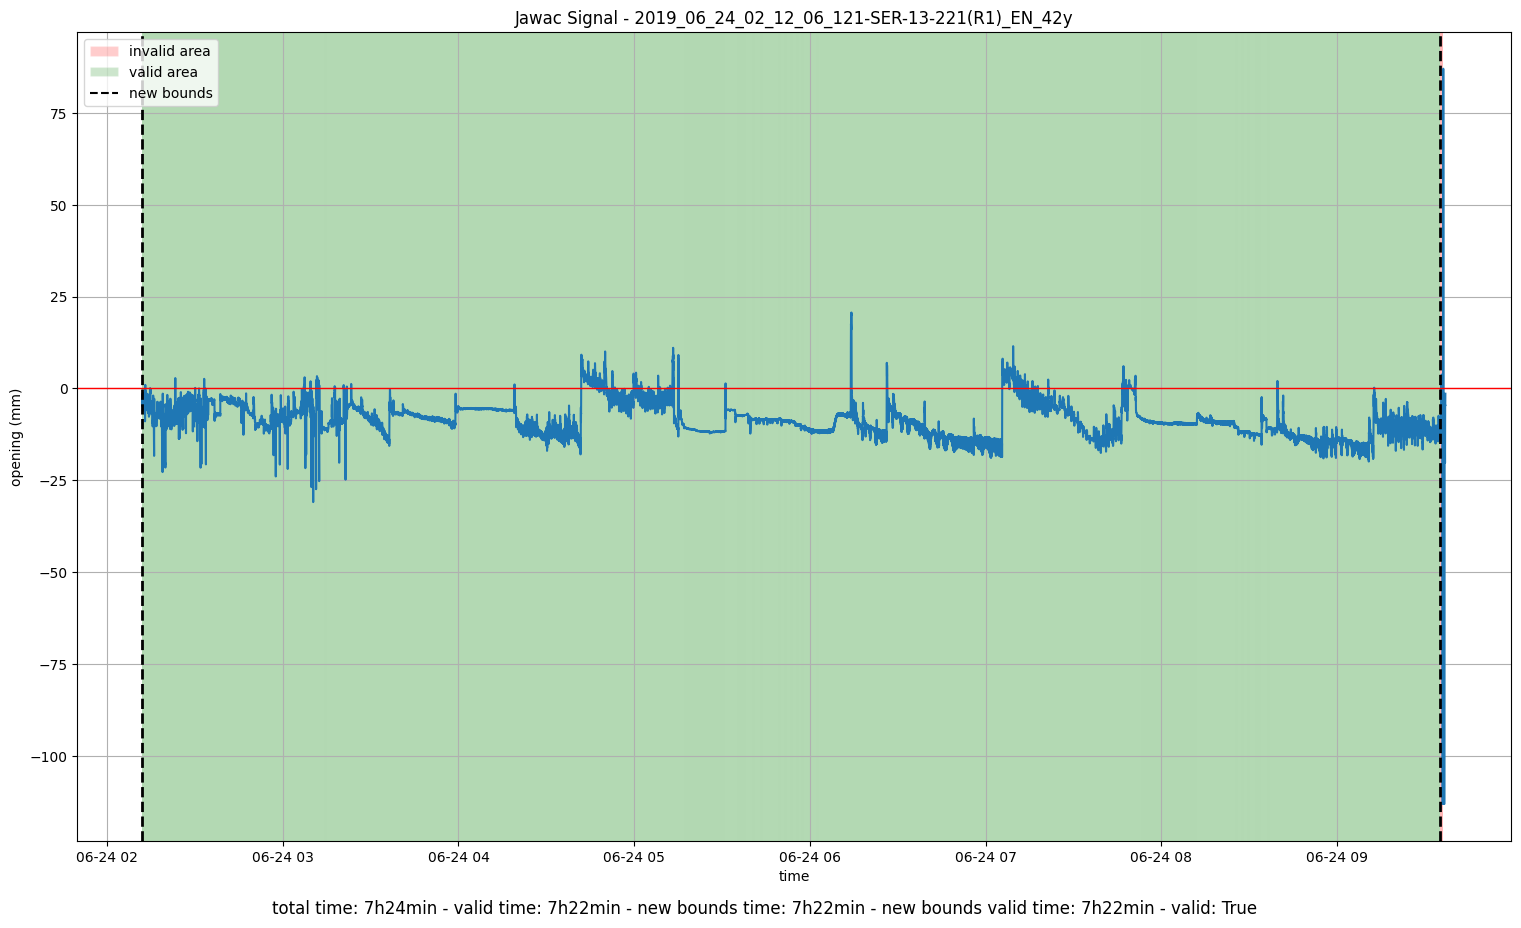 Jawac Signal - 2019_06_24_02_12_06_121-SER-13-221(R1)_EN_42y
invalid area
valid area
new bounds
75
50
25
0
−25
−50
−75
−100
opening (mm)
06-24 02 06-24 03 06-24 04 06-24 05 06-24 06 06-24 07 06-24 08 06-24 09
time
total time: 7h24min - valid time: 7h22min - new bounds time: 7h22min - new bounds valid time: 7h22min - valid: True